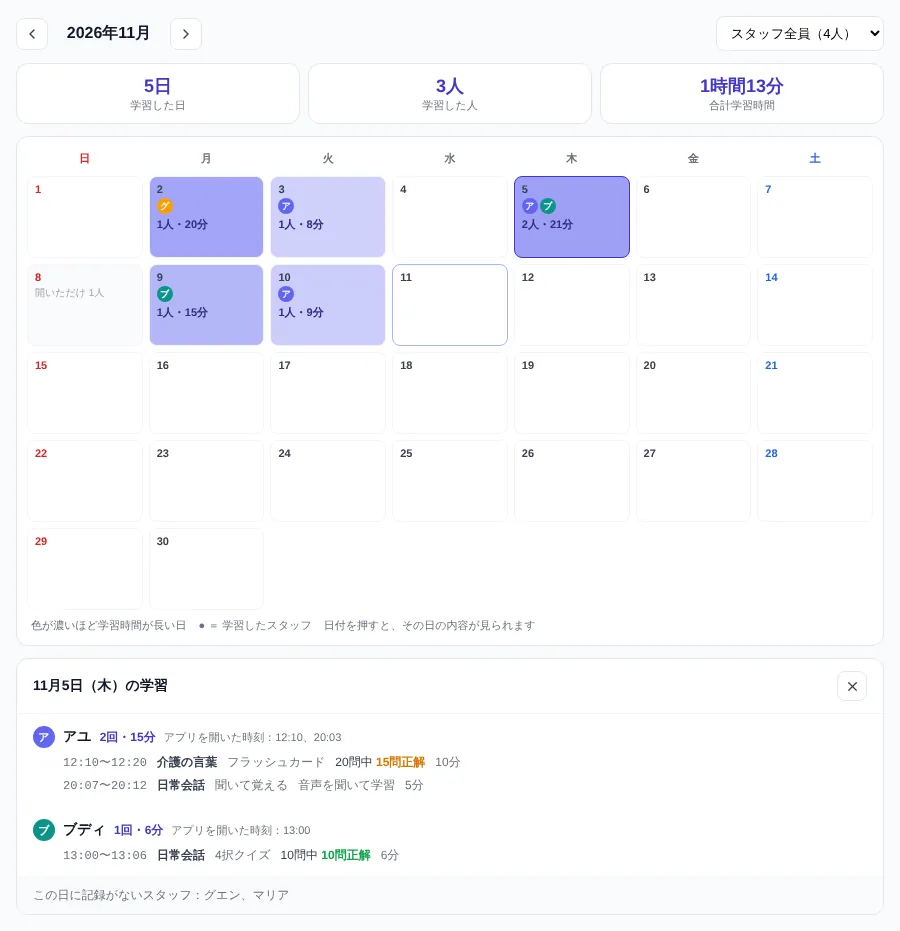 2026年11月
スタッフ全員（4人）
5日
学習した日
3人
学習した人
1時間13分
合計学習時間
日 月 火 水 木 金 土
1 2 3 4 5 6 7
グ ア ア ブ
1人・20分 1人・8分 2人・21分
8 9 10 11 12 13 14
開いただけ 1人 ブ ア
1人・15分 1人・9分
15 16 17 18 19 20 21
22 23 24 25 26 27 28
29 30
色が濃いほど学習時間が長い日 ● ＝ 学習したスタッフ 日付を押すと、その日の内容が見られます
11月5日（木）の学習
ア アユ 2回・15分 アプリを開いた時刻：12:10、20:03
12:10〜12:20 介護の言葉 フラッシュカード 20問中 15問正解 10分
20:07〜20:12 日常会話 聞いて覚える 音声を聞いて学習 5分
ブ ブディ 1回・6分 アプリを開いた時刻：13:00
13:00〜13:06 日常会話 4択クイズ 10問中 10問正解 6分
この日に記録がないスタッフ：グエン、マリア